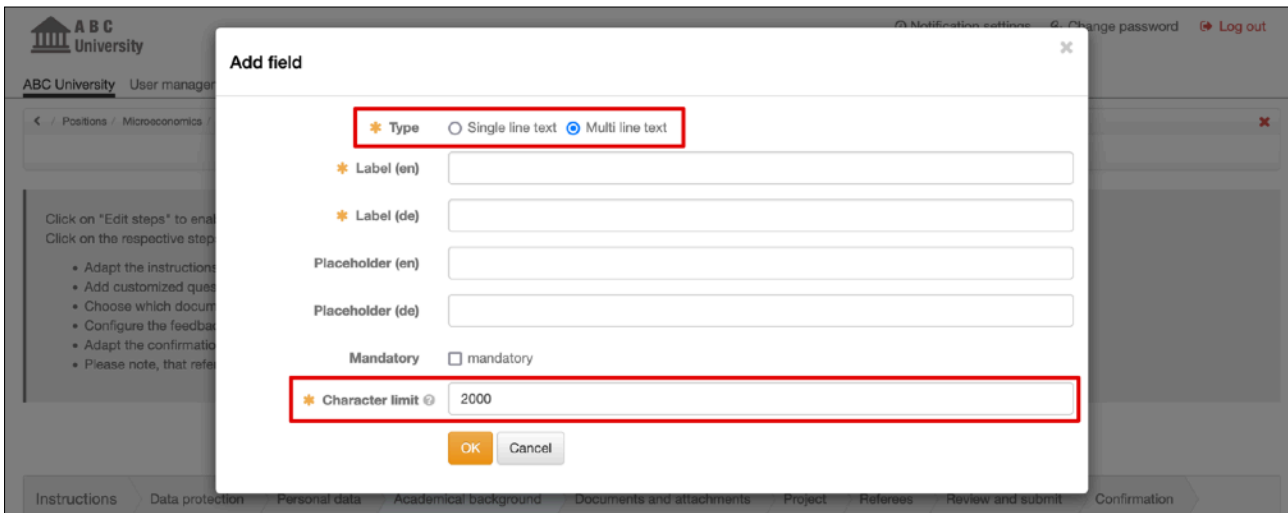 A B C
University
Notification settings Change password Log out
Add field
ABC University User manager
Positions / Microeconomics /
Type Single line text Multi line text
Label (en)
Click on "Edit steps" to enab
Label (de)
Click on the respective step
Placeholder (en)
• Adapt the instructions
• Add customized ques
• Choose which docum
Placeholder (de)
• Configure the feedbac
• Adapt the confirmatio
Mandatory mandatory
• Please note, that refe
Character limit 2000
OK Cancel
Instructions Data protection Personal data Academical background Documents and attachments Project Referees Review and submit Confirmation